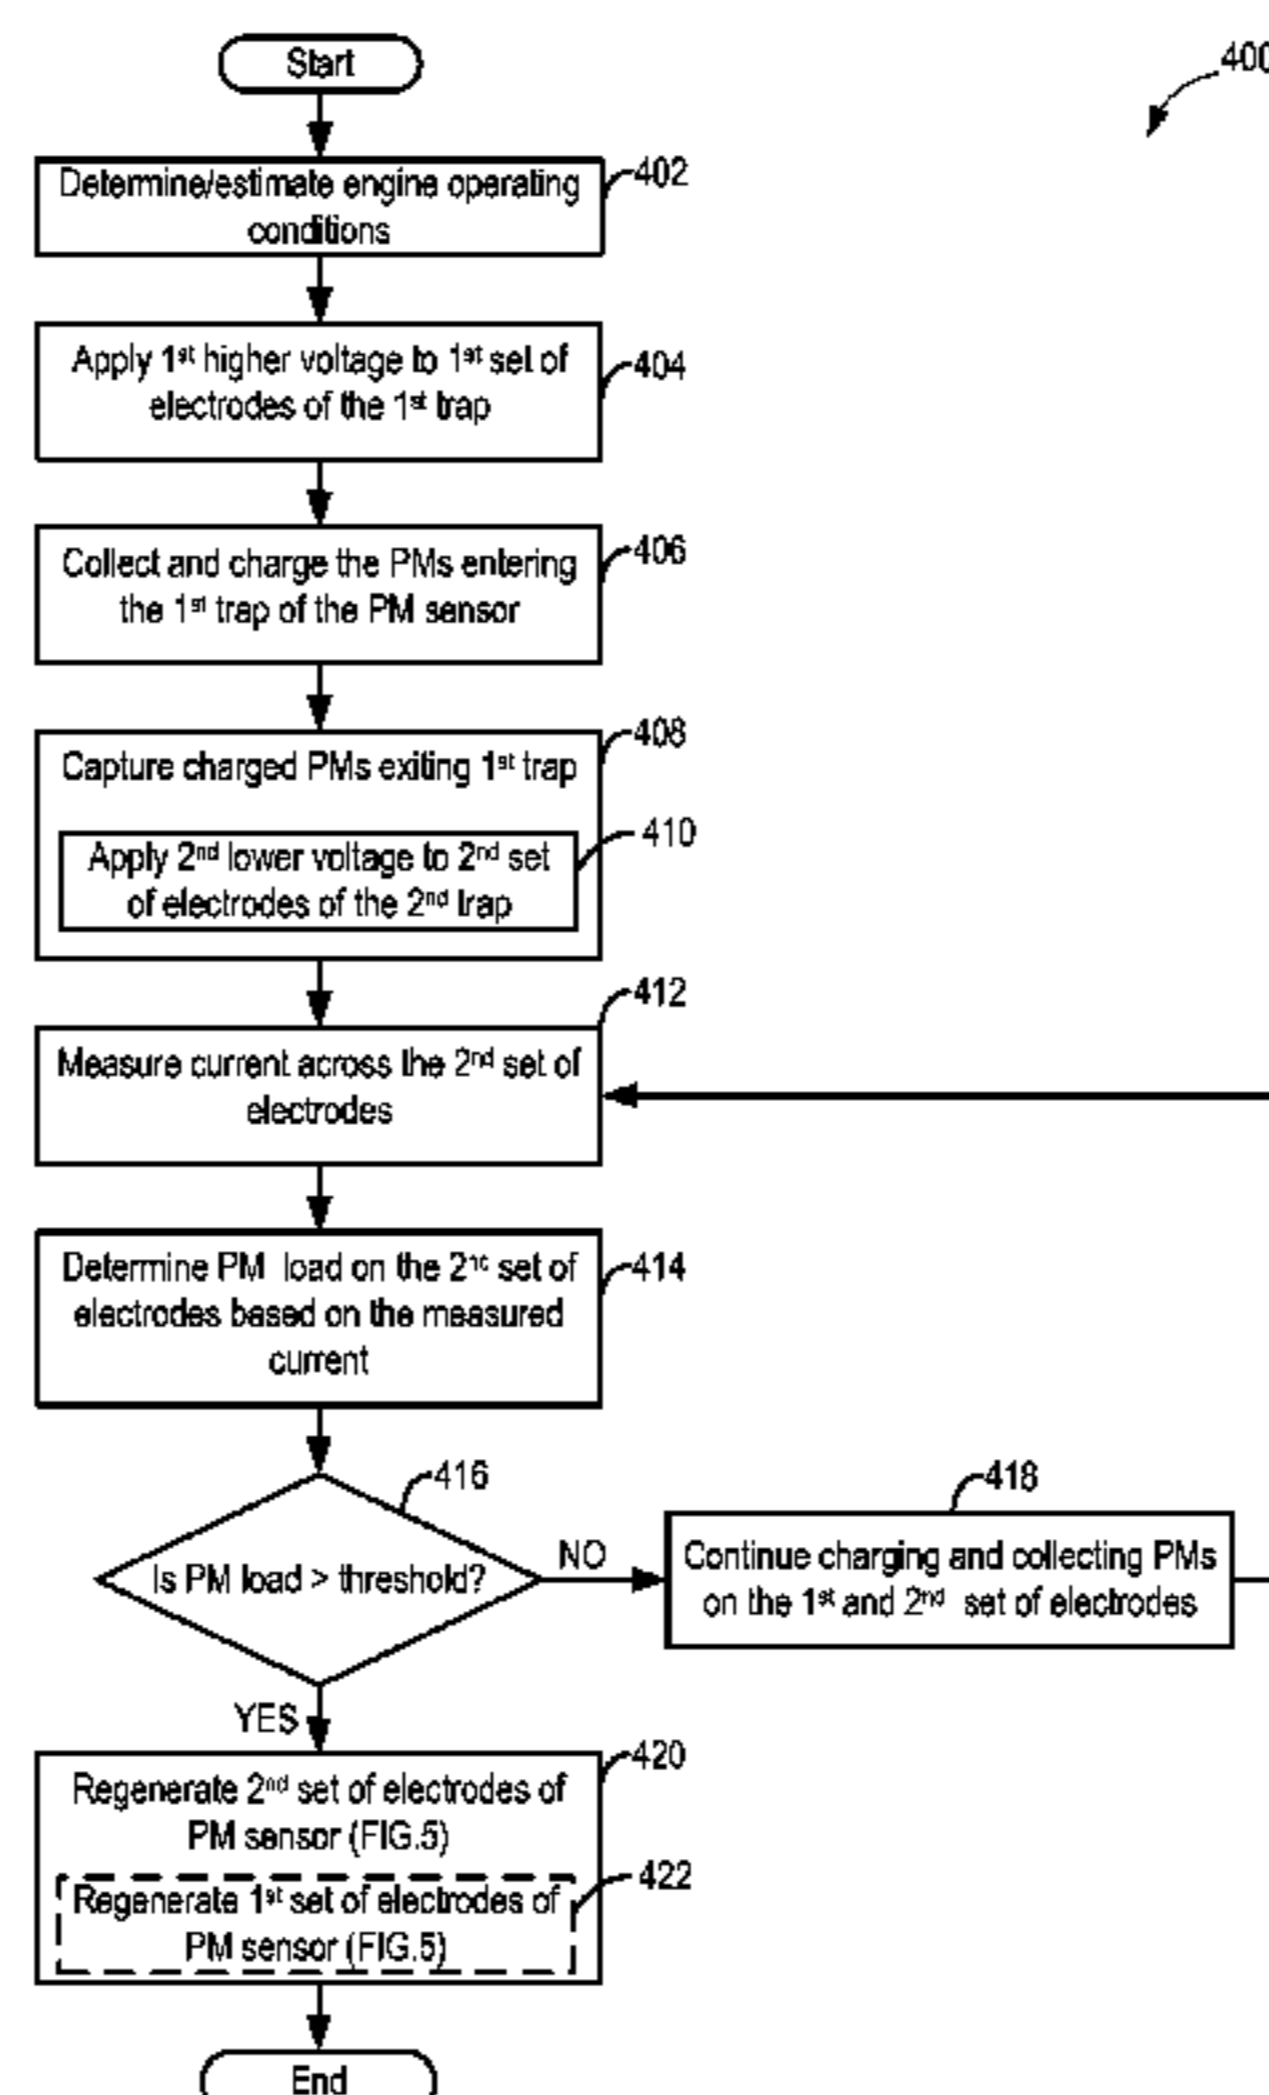 Start
400
Determine/estimate engine operating
conditions
402
Apply 1st higher voltage to 1st set of
electrodes of the 1st trap
404
Collect and charge the PMs entering
the 1st trap of the PM sensor
406
Capture charged PMs exiting 1st trap
408
Apply 2nd lower voltage to 2nd set
of electrodes of the 2nd trap
410
Measure current across the 2nd set of
electrodes
412
Determine PM load on the 2nd set of
electrodes based on the measured
current
414
Is PM load > threshold?
416
NO
Continue charging and collecting PMs
on the 1st and 2nd set of electrodes
418
YES
Regenerate 2nd set of electrodes of
PM sensor (FIG.5)
420
Regenerate 1st set of electrodes of
PM sensor (FIG.5)
422
End